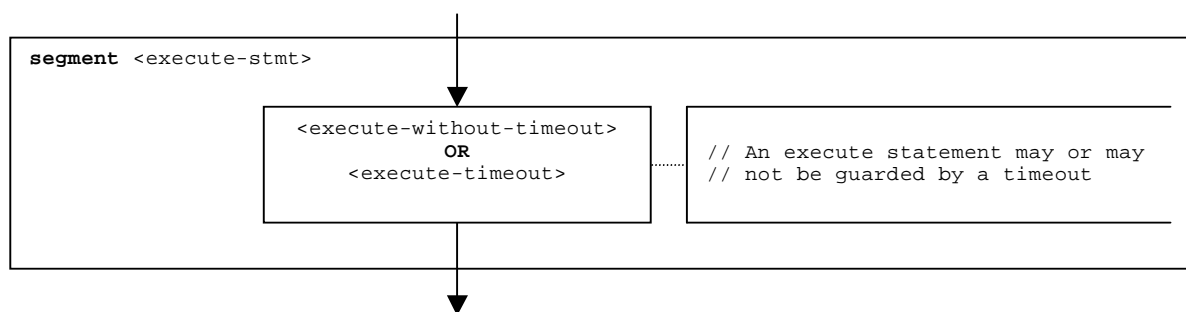 segment <execute-stmt>
<execute-without-timeout>
OR
<execute-timeout>
// An execute statement may or may
// not be guarded by a timeout